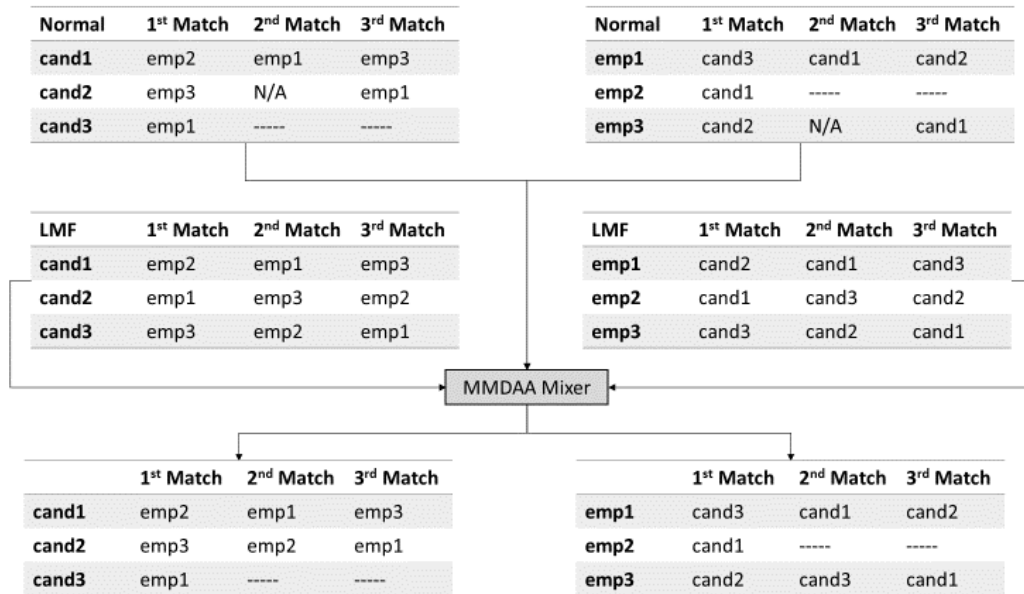 Normal 1st Match 2nd Match 3rd Match
cand1 emp2 emp1 emp3
cand2 emp3 N/A emp1
cand3 emp1 ----- -----
Normal 1st Match 2nd Match 3rd Match
emp1 cand3 cand1 cand2
emp2 cand1 ----- -----
emp3 cand2 N/A cand1
LMF 1st Match 2nd Match 3rd Match
cand1 emp2 emp1 emp3
cand2 emp1 emp3 emp2
cand3 emp3 emp2 emp1
LMF 1st Match 2nd Match 3rd Match
emp1 cand2 cand1 cand3
emp2 cand1 cand3 cand2
emp3 cand3 cand2 cand1
MMDAA Mixer
1st Match 2nd Match 3rd Match
cand1 emp2 emp1 emp3
cand2 emp3 emp2 emp1
cand3 emp1 ----- -----
1st Match 2nd Match 3rd Match
emp1 cand3 cand1 cand2
emp2 cand1 ----- -----
emp3 cand2 cand3 cand1